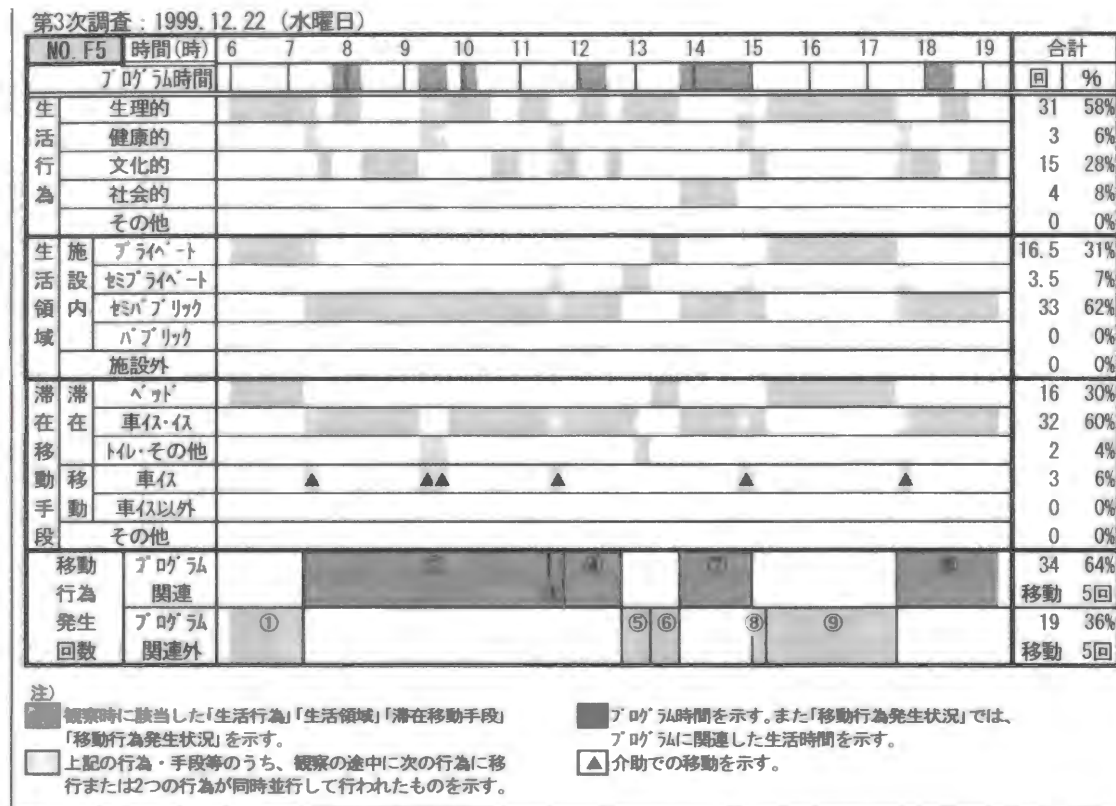 第3次調査：1999.12.22（水曜日）
NO.F5 時間(時) 6 7 8 9 10 11 12 13 14 15 16 17 18 19 合計
プログラム時間 回 %
生活行為
生理的 31 58%
健康的 3 6%
文化的 15 28%
社会的 4 8%
その他 0 0%
生活領域 施設内
プライベート 16.5 31%
セミプライベート 3.5 7%
セミパブリック 33 62%
パブリック 0 0%
施設外 0 0%
滞在移動手段
滞在 ベッド 16 30%
車イス・イス 32 60%
トイレ・その他 2 4%
移動 車イス ▲ ▲ ▲ ▲ ▲ ▲ 3 6%
車イス以外 0 0%
その他 0 0%
移動行為発生回数
プログラム関連 ④ ⑦ 34 64%
移動 5回
プログラム関連外 ① ⑤ ⑥ ⑧ ⑨ 19 36%
移動 5回
注)
観察時に該当した「生活行為」「生活領域」「滞在移動手段」
「移動行為発生状況」を示す。
上記の行為・手段等のうち、観察の途中に次の行為に移
行または2つの行為が同時並行して行われたものを示す。
プログラム時間を示す。また「移動行為発生状況」では、
プログラムに関連した生活時間を示す。
▲ 介助での移動を示す。